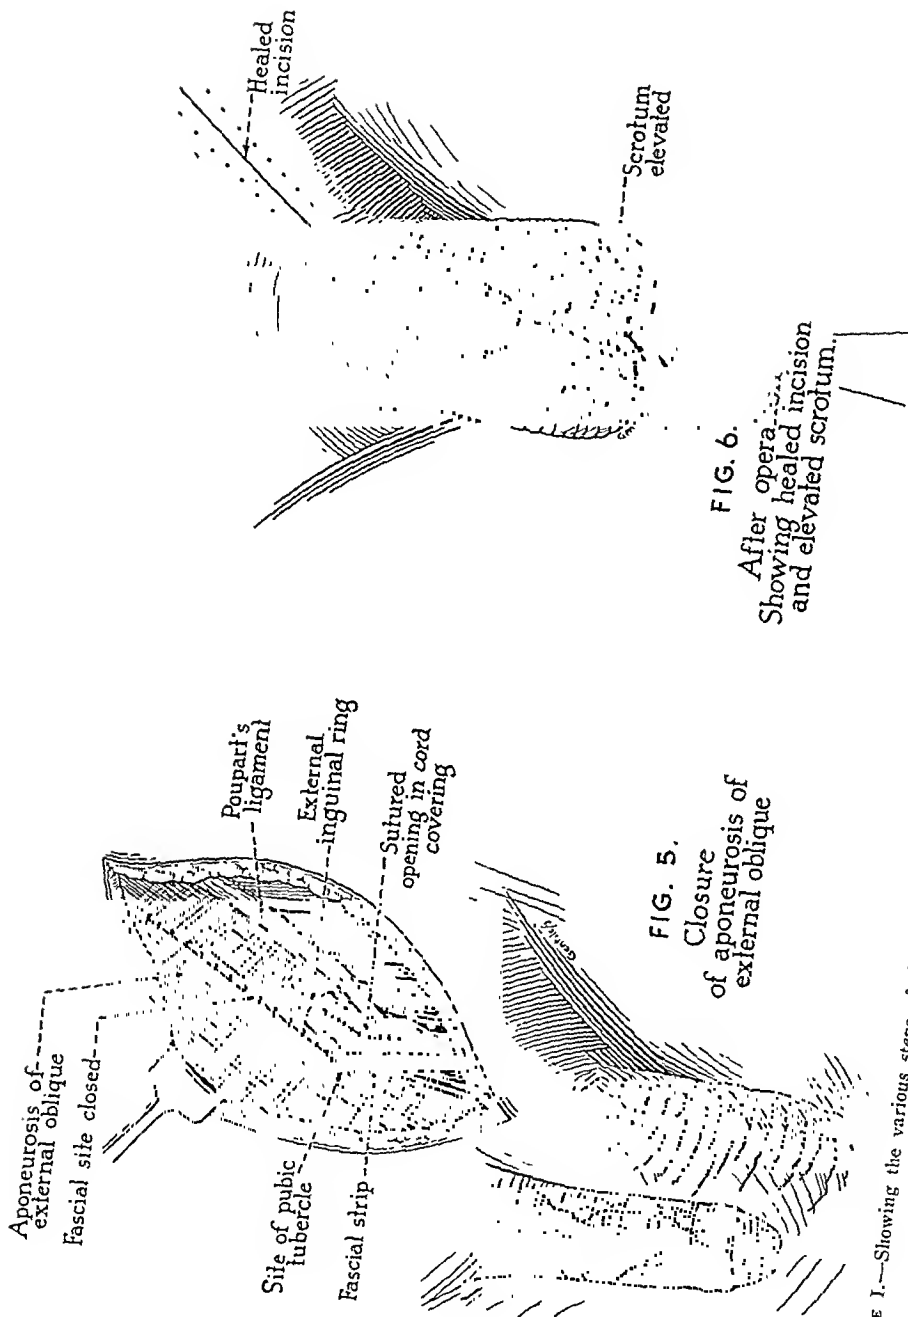 Aponeurosis of
external oblique
Fascial site closed
Poupart's
ligament
External
inguinal ring
Sutured
opening in cord
covering
Site of pubic
tubercle
Fascial strip
FIG. 5.
Closure
of aponeurosis of
external oblique
Healed
incision
Scrotum
elevated
FIG. 6.
After
Showing healed incision
and elevated scrotum.
I.—Showing the various steps